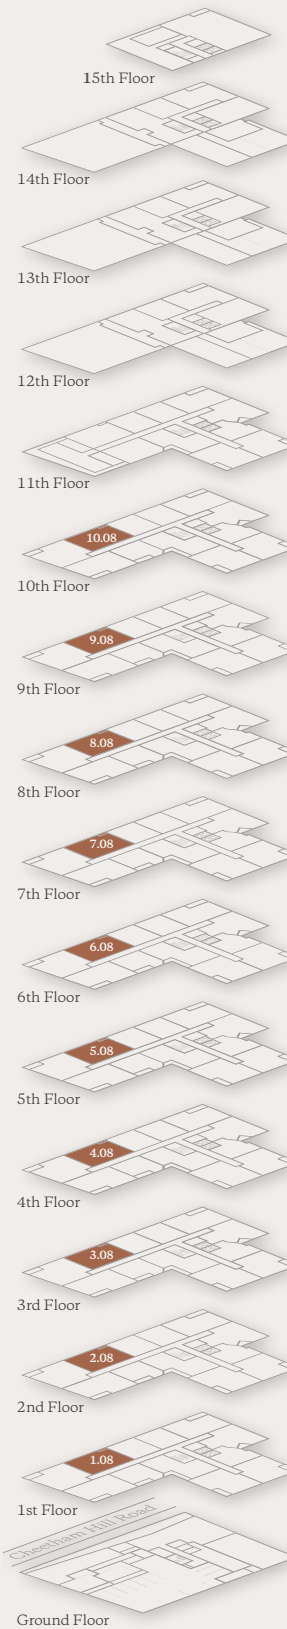 15th Floor
14th Floor
13th Floor
12th Floor
11th Floor
10.08
10th Floor
9.08
9th Floor
8.08
8th Floor
7.08
7th Floor
6.08
6th Floor
5.08
5th Floor
4.08
4th Floor
3.08
3rd Floor
2.08
2nd Floor
1.08
1st Floor
Cheetham Hill Road
Ground Floor